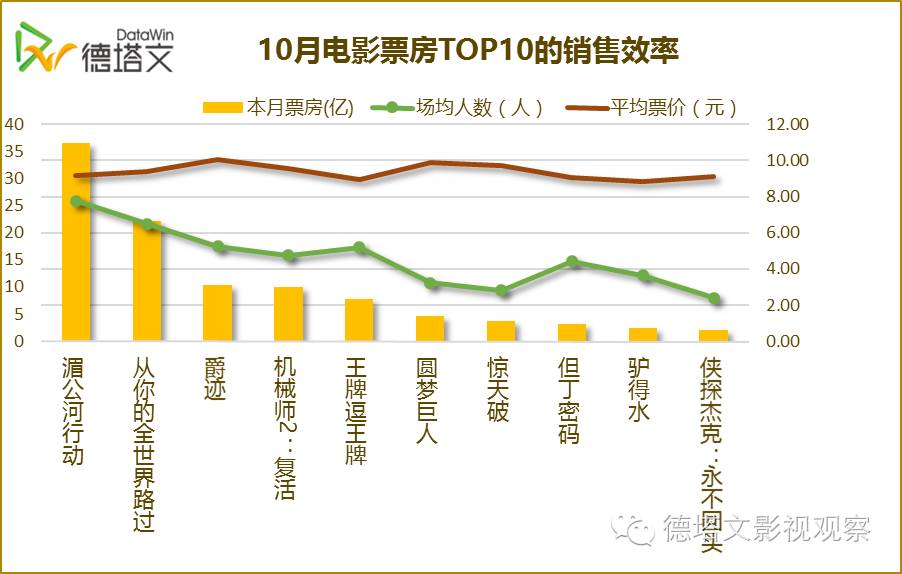 DataWin
德塔文
10月电影票房TOP10的销售效率
本月票房(亿)
场均人数（人）
平均票价（元）
40
35
30
25
20
15
10
5
0
12.00
10.00
8.00
6.00
4.00
2.00
0.00
湄公河行动
从你的全世界路过
爵迹
机械师2：复活
王牌逗王牌
圆梦巨人
惊天破
但丁密码
驴得水
侠探杰克：永不回头
德塔文影视观察